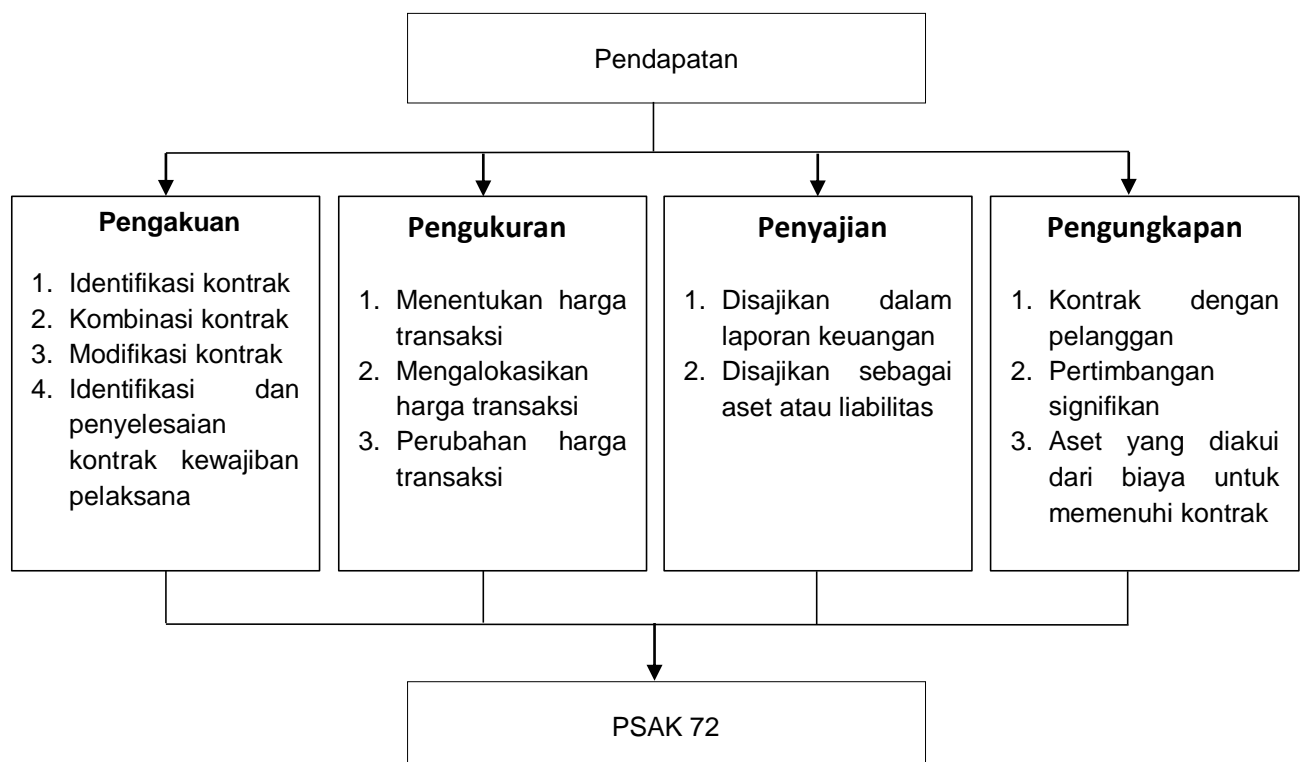 Pendapatan
Pengakuan
1. Identifikasi kontrak
2. Kombinasi kontrak
3. Modifikasi kontrak
4. Identifikasi dan
penyelesaian
kontrak kewajiban
pelaksana
Pengukuran
1. Menentukan harga
transaksi
2. Mengalokasikan
harga transaksi
3. Perubahan harga
transaksi
Penyajian
1. Disajikan dalam
laporan keuangan
2. Disajikan sebagai
aset atau liabilitas
Pengungkapan
1. Kontrak dengan
pelanggan
2. Pertimbangan
signifikan
3. Aset yang diakui
dari biaya untuk
memenuhi kontrak
PSAK 72